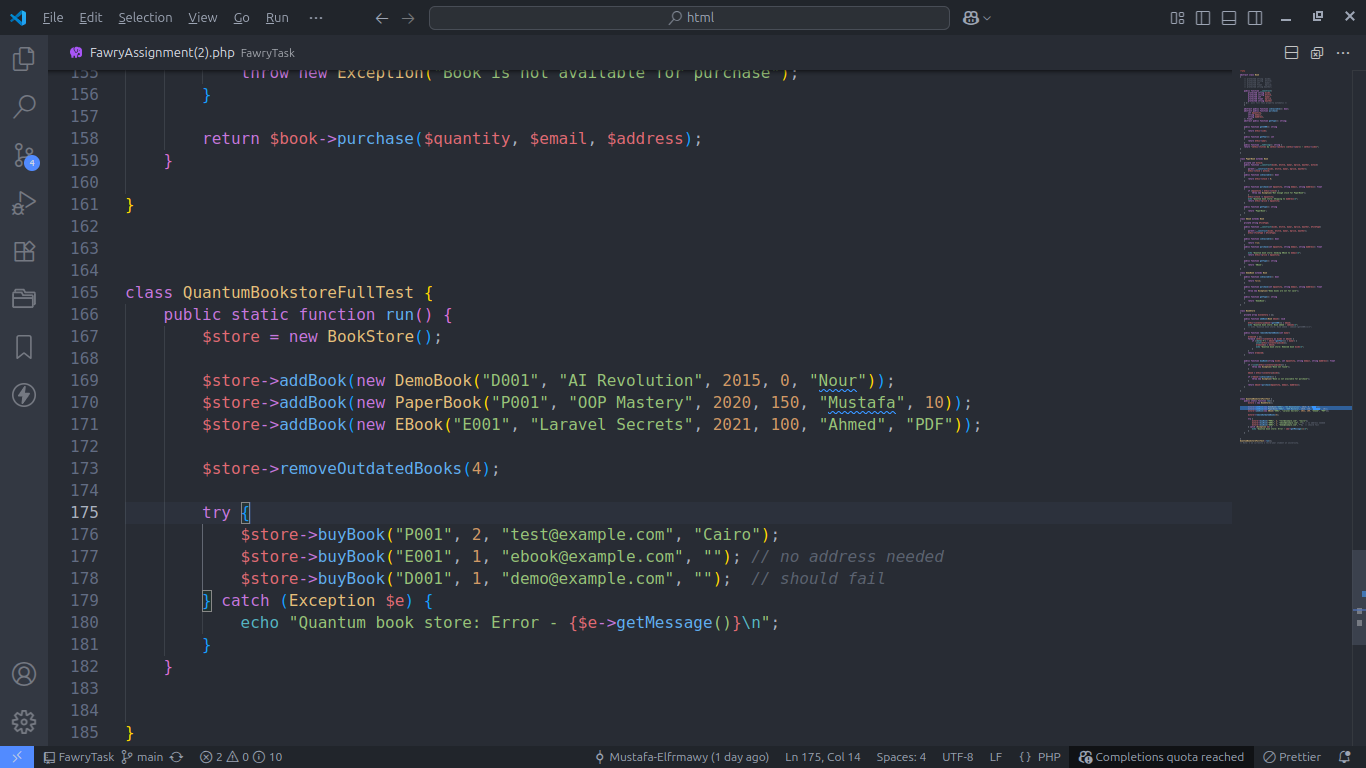 File Edit Selection View Go Run ··· html
FawryAssignment(2).php FawryTask
155 throw new Exception("Book is not available for purchase");
156 }
157
158 return $book->purchase($quantity, $email, $address);
159 }
160
161 }
162
163
164
165 class QuantumBookstoreFullTest {
166 public static function run() {
167 $store = new BookStore();
168
169 $store->addBook(new DemoBook("D001", "AI Revolution", 2015, 0, "Nour"));
170 $store->addBook(new PaperBook("P001", "OOP Mastery", 2020, 150, "Mustafa", 10));
171 $store->addBook(new EBook("E001", "Laravel Secrets", 2021, 100, "Ahmed", "PDF"));
172
173 $store->removeOutdatedBooks(4);
174
175 try {
176 $store->buyBook("P001", 2, "test@example.com", "Cairo");
177 $store->buyBook("E001", 1, "ebook@example.com", ""); // no address needed
178 $store->buyBook("D001", 1, "demo@example.com", ""); // should fail
179 } catch (Exception $e) {
180 echo "Quantum book store: Error - {$e->getMessage()}\n";
181 }
182 }
183
184
185 }
4
FawryTask main 2 0 10 Mustafa-Elfrmawy (1 day ago) Ln 175, Col 14 Spaces: 4 UTF-8 LF {} PHP Completions quota reached Prettier